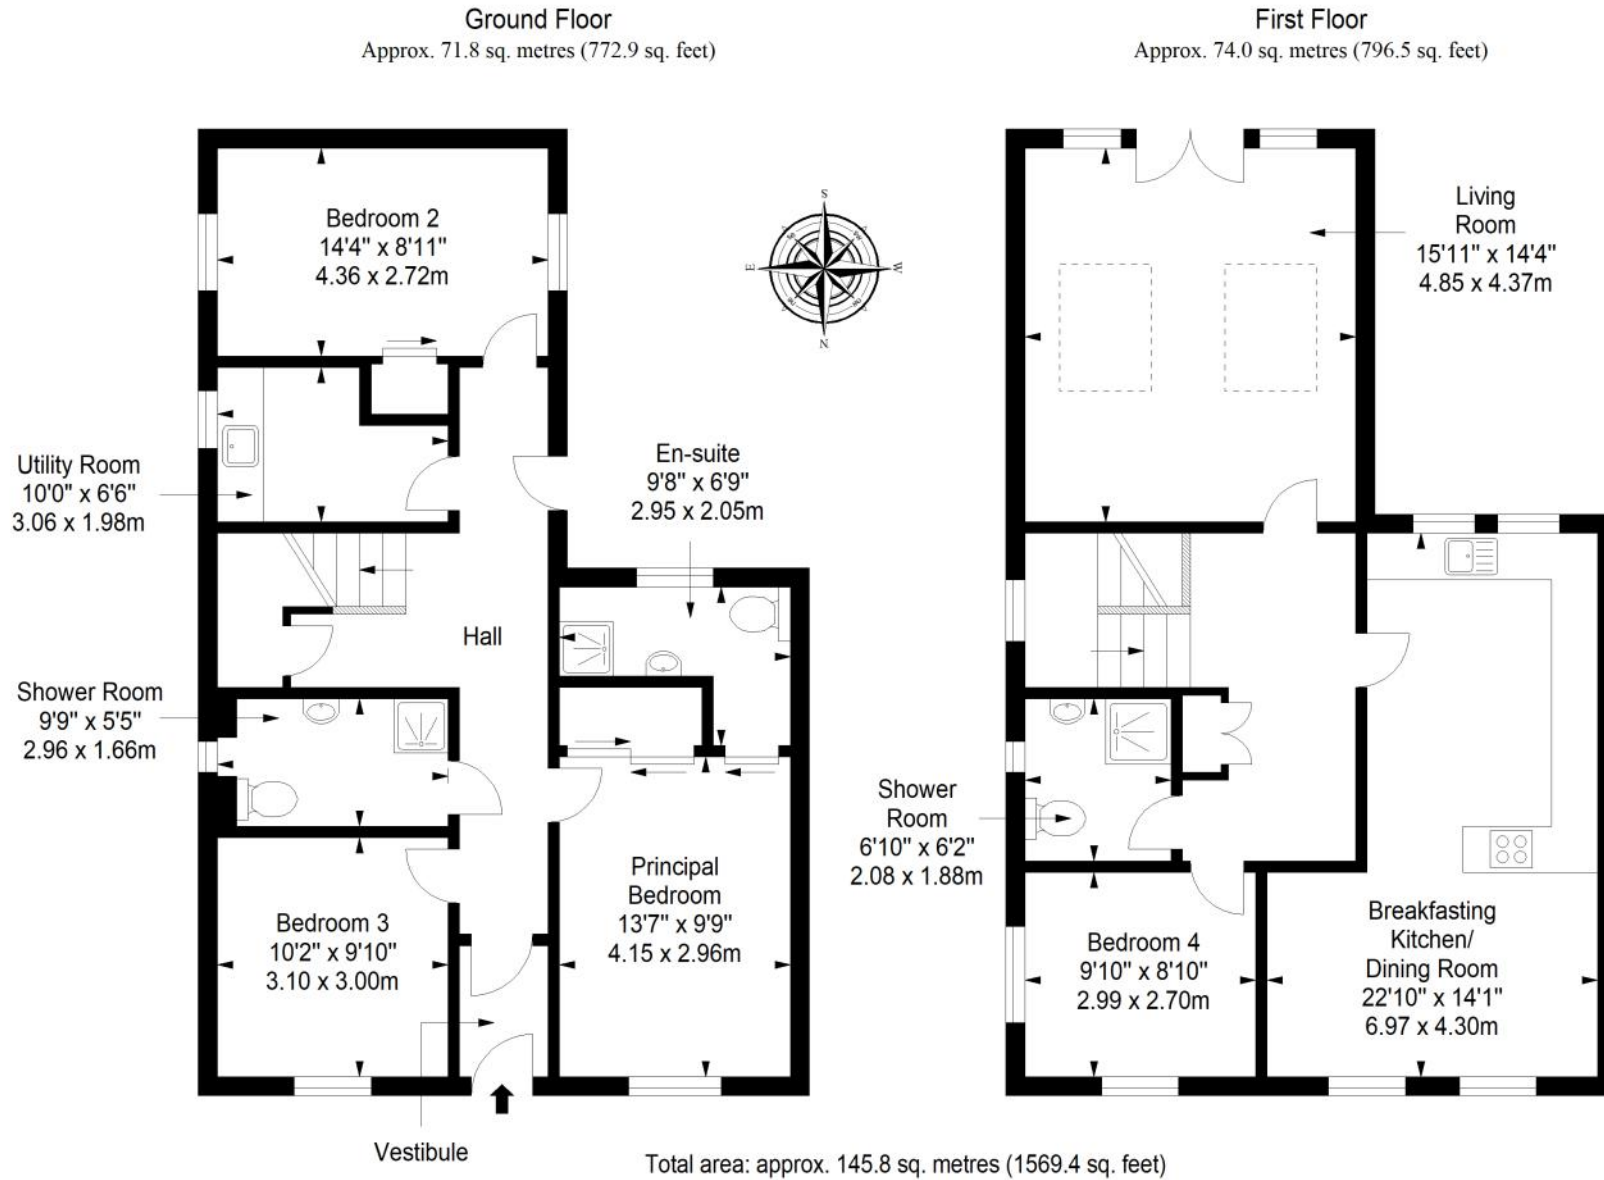 Ground Floor
Approx. 71.8 sq. metres (772.9 sq. feet)
First Floor
Approx. 74.0 sq. metres (796.5 sq. feet)
Bedroom 2
14'4" x 8'11"
4.36 x 2.72m
S
E
W
N
Living
Room
15'11" x 14'4"
4.85 x 4.37m
Utility Room
10'0" x 6'6"
3.06 x 1.98m
En-suite
9'8" x 6'9"
2.95 x 2.05m
Hall
Shower Room
9'9" x 5'5"
2.96 x 1.66m
Shower
Room
6'10" x 6'2"
2.08 x 1.88m
Principal
Bedroom
13'7" x 9'9"
4.15 x 2.96m
Bedroom 3
10'2" x 9'10"
3.10 x 3.00m
Bedroom 4
9'10" x 8'10"
2.99 x 2.70m
Breakfasting
Kitchen/
Dining Room
22'10" x 14'1"
6.97 x 4.30m
Vestibule
Total area: approx. 145.8 sq. metres (1569.4 sq. feet)